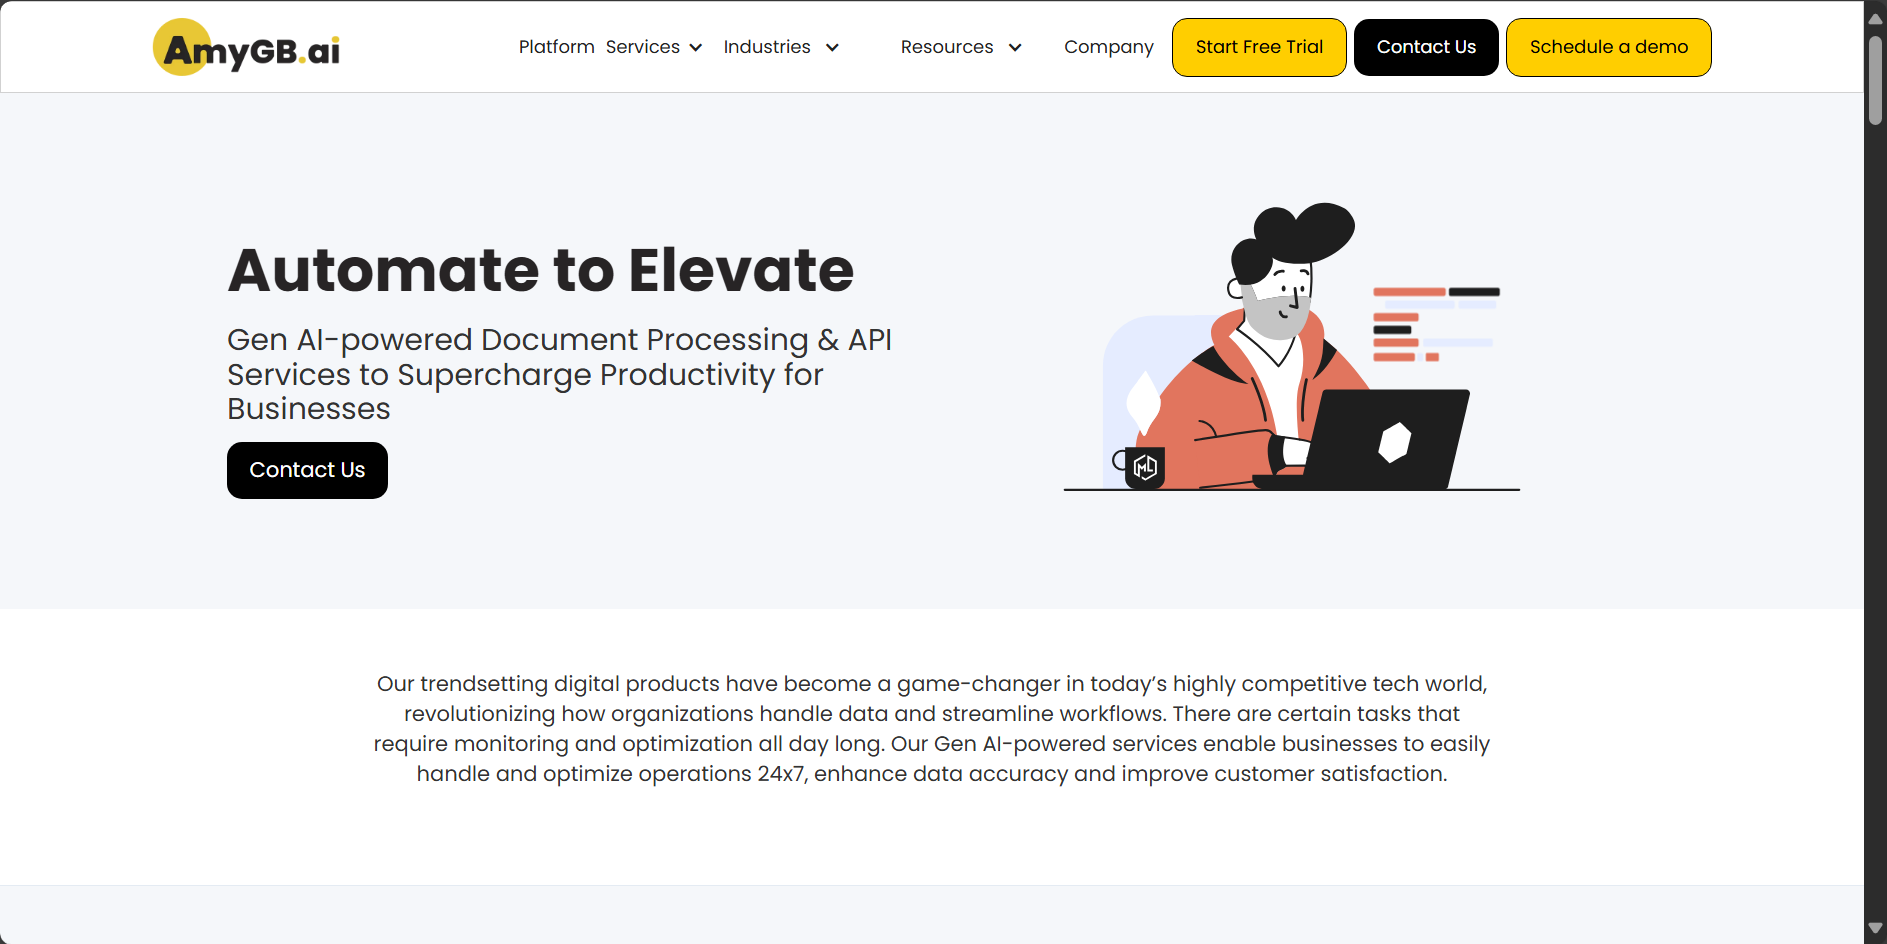 AmyGB.ai
Platform Services Industries Resources Company Start Free Trial Contact Us Schedule a demo
Automate to Elevate
Gen AI-powered Document Processing & API
Services to Supercharge Productivity for
Businesses
Contact Us
ML
Our trendsetting digital products have become a game-changer in today’s highly competitive tech world,
revolutionizing how organizations handle data and streamline workflows. There are certain tasks that
require monitoring and optimization all day long. Our Gen AI-powered services enable businesses to easily
handle and optimize operations 24x7, enhance data accuracy and improve customer satisfaction.